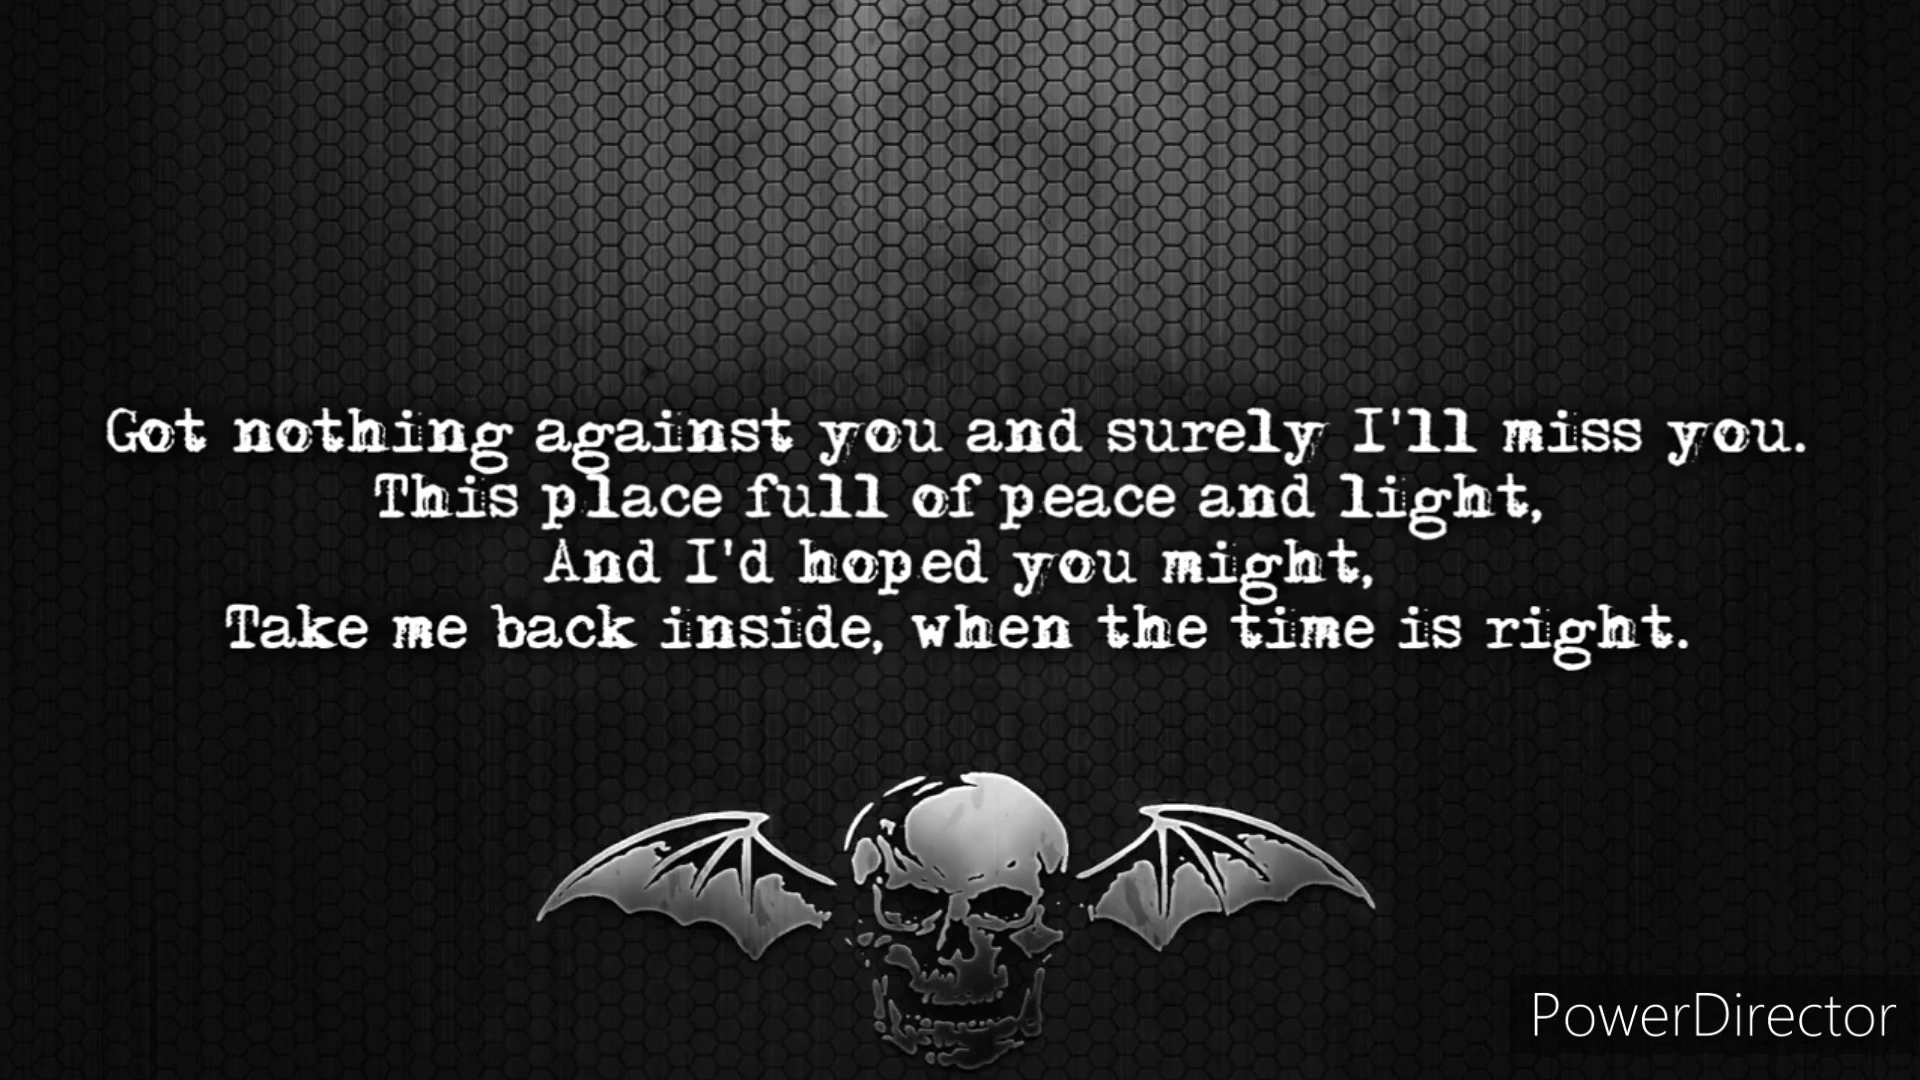 Got nothing against you and surely I'll miss you.
This place full of peace and light,
And I'd hoped you might,
Take me back inside, when the time is right.
PowerDirector